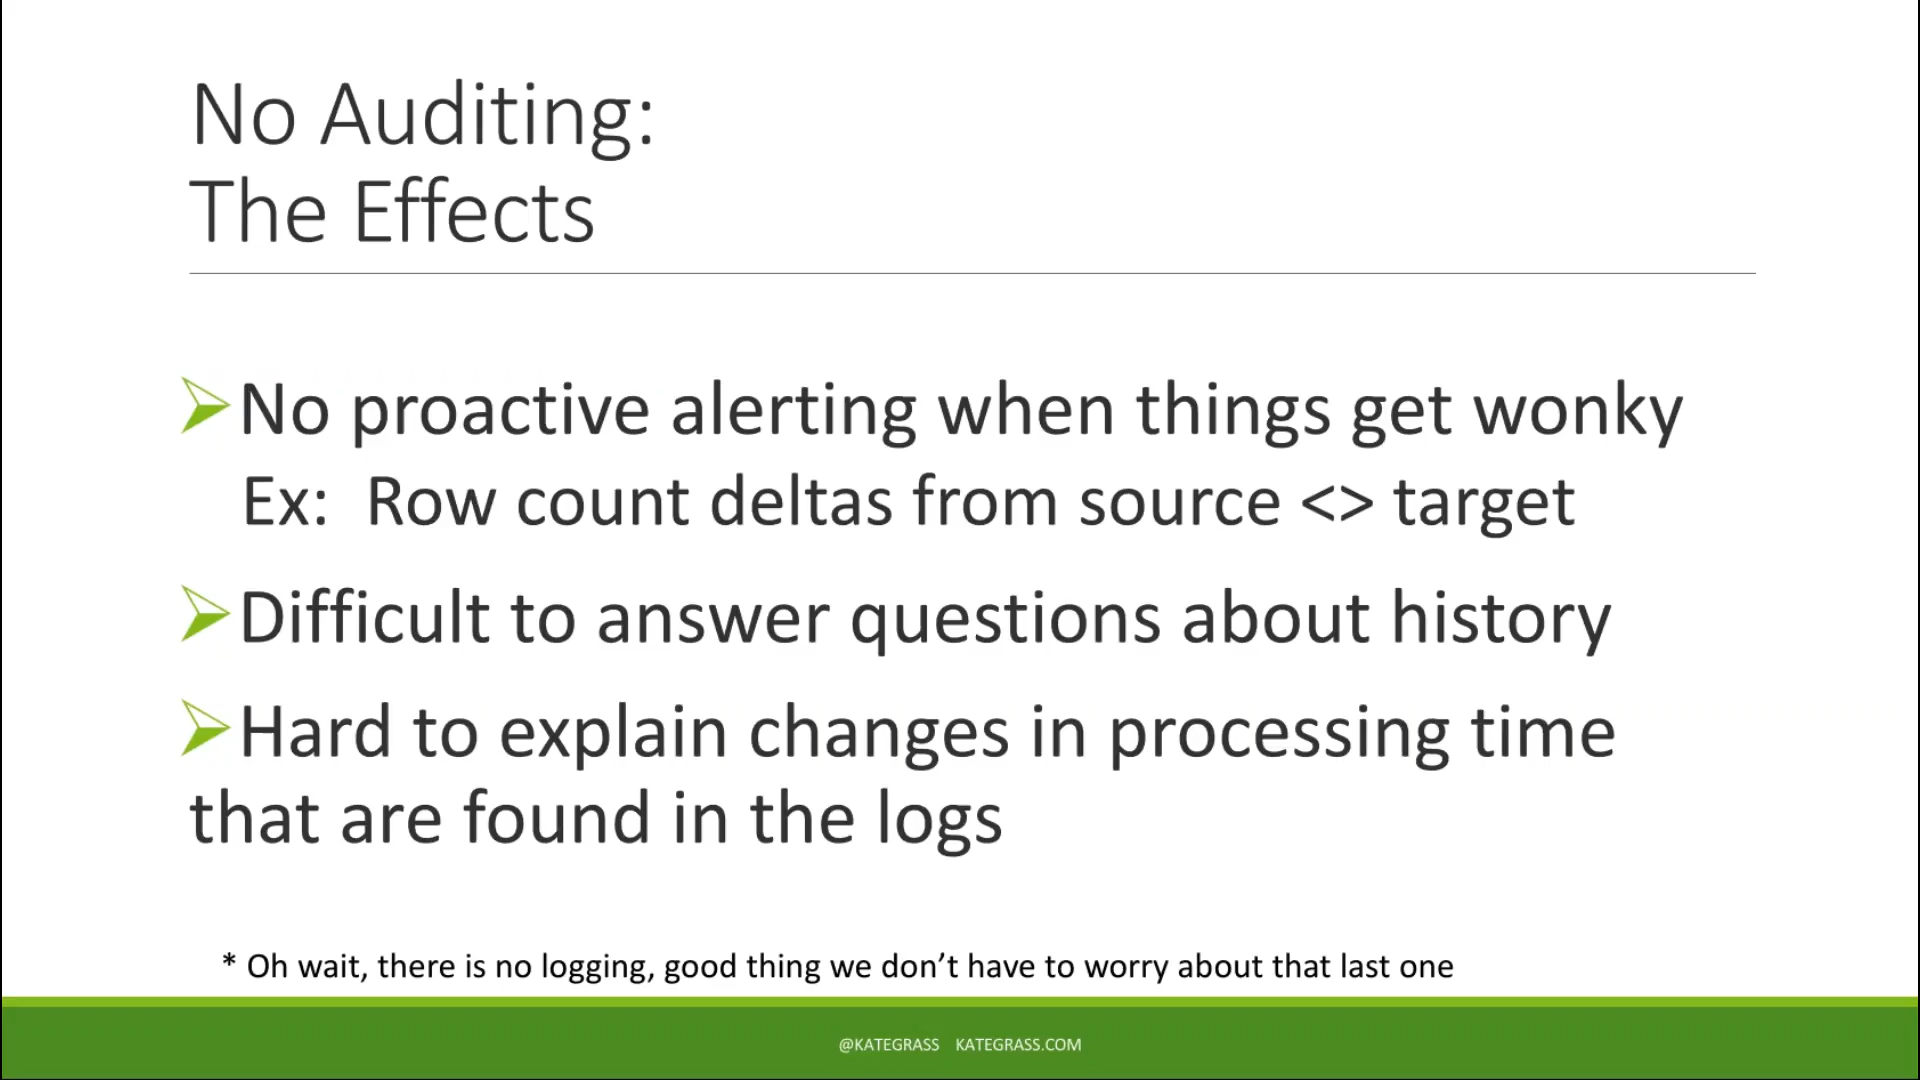 No Auditing:
The Effects
No proactive alerting when things get wonky
Ex: Row count deltas from source <> target
Difficult to answer questions about history
Hard to explain changes in processing time
that are found in the logs
* Oh wait, there is no logging, good thing we don’t have to worry about that last one
@KATEGRASS KATEGRASS.COM